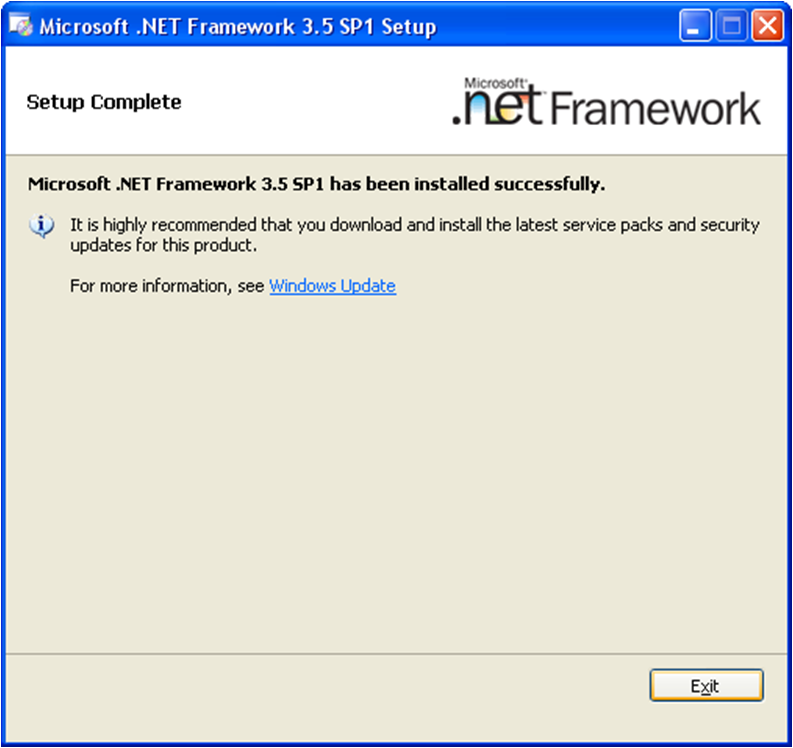 Microsoft .NET Framework 3.5 SP1 Setup
Setup Complete
Microsoft®
.net Framework
Microsoft .NET Framework 3.5 SP1 has been installed successfully.
It is highly recommended that you download and install the latest service packs and security
updates for this product.
For more information, see Windows Update
Exit